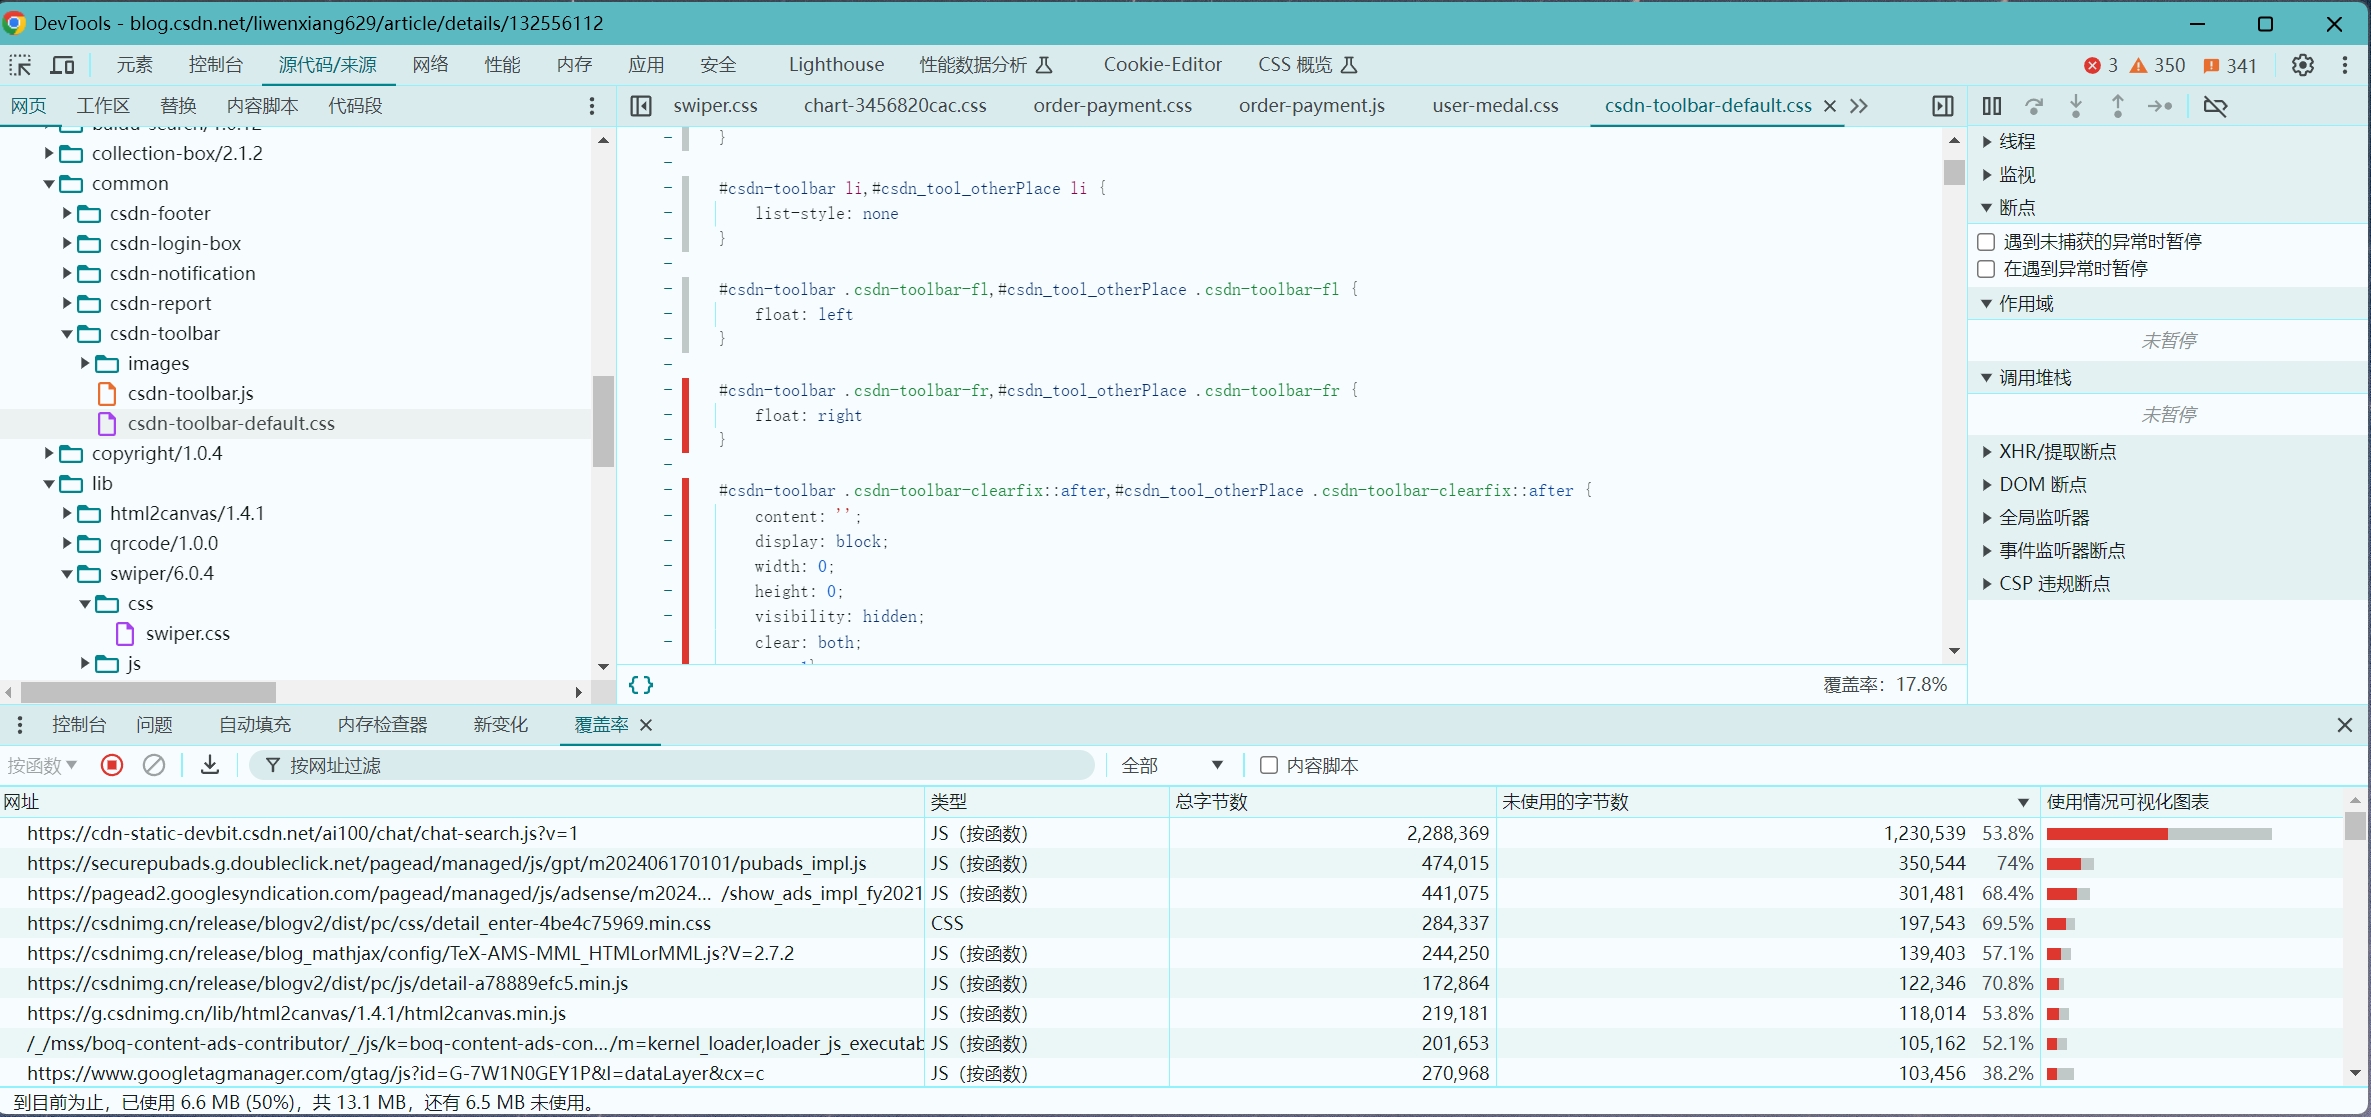 DevTools - blog.csdn.net/liwenxiang629/article/details/132556112
元素 控制台 源代码/来源 网络 性能 内存 应用 安全 Lighthouse 性能数据分析 Cookie-Editor CSS 概览 3 350 341
网页 工作区 替换 内容脚本 代码段
swiper.css chart-3456820cac.css order-payment.css order-payment.js user-medal.css csdn-toolbar-default.css ×
collection-box/2.1.2
common
csdn-footer
csdn-login-box
csdn-notification
csdn-report
csdn-toolbar
images
csdn-toolbar.js
csdn-toolbar-default.css
copyright/1.0.4
lib
html2canvas/1.4.1
qrcode/1.0.0
swiper/6.0.4
css
swiper.css
js
}
#csdn-toolbar li,#csdn_tool_otherPlace li {
list-style: none
}
#csdn-toolbar .csdn-toolbar-fl,#csdn_tool_otherPlace .csdn-toolbar-fl {
float: left
}
#csdn-toolbar .csdn-toolbar-fr,#csdn_tool_otherPlace .csdn-toolbar-fr {
float: right
}
#csdn-toolbar .csdn-toolbar-clearfix::after,#csdn_tool_otherPlace .csdn-toolbar-clearfix::after {
content: '';
display: block;
width: 0;
height: 0;
visibility: hidden;
clear: both;
{} 覆盖率: 17.8%
线程
监视
断点
遇到未捕获的异常时暂停
在遇到异常时暂停
作用域
未暂停
调用堆栈
未暂停
XHR/提取断点
DOM 断点
全局监听器
事件监听器断点
CSP 违规断点
控制台 问题 自动填充 内存检查器 新变化 覆盖率 ×
按函数 按网址过滤 全部 内容脚本
网址 类型 总字节数 未使用的字节数 使用情况可视化图表
https://cdn-static-devbit.csdn.net/ai100/chat/chat-search.js?v=1 JS（按函数） 2,288,369 1,230,539 53.8%
https://securepubads.g.doubleclick.net/pagead/managed/js/gpt/m202406170101/pubads_impl.js JS（按函数） 474,015 350,544 74%
https://pagead2.googlesyndication.com/pagead/managed/js/adsense/m2024… /show_ads_impl_fy2021 JS（按函数） 441,075 301,481 68.4%
https://csdnimg.cn/release/blogv2/dist/pc/css/detail_enter-4be4c75969.min.css CSS 284,337 197,543 69.5%
https://csdnimg.cn/release/blog_mathjax/config/TeX-AMS-MML_HTMLorMML.js?V=2.7.2 JS（按函数） 244,250 139,403 57.1%
https://csdnimg.cn/release/blogv2/dist/pc/js/detail-a78889efc5.min.js JS（按函数） 172,864 122,346 70.8%
https://g.csdnimg.cn/lib/html2canvas/1.4.1/html2canvas.min.js JS（按函数） 219,181 118,014 53.8%
/_/mss/boq-content-ads-contributor/_/js/k=boq-content-ads-con…/m=kernel_loader,loader_js_executab JS（按函数） 201,653 105,162 52.1%
https://www.googletagmanager.com/gtag/js?id=G-7W1N0GEY1P&l=dataLayer&cx=c JS（按函数） 270,968 103,456 38.2%
到目前为止，已使用 6.6 MB (50%)，共 13.1 MB，还有 6.5 MB 未使用。